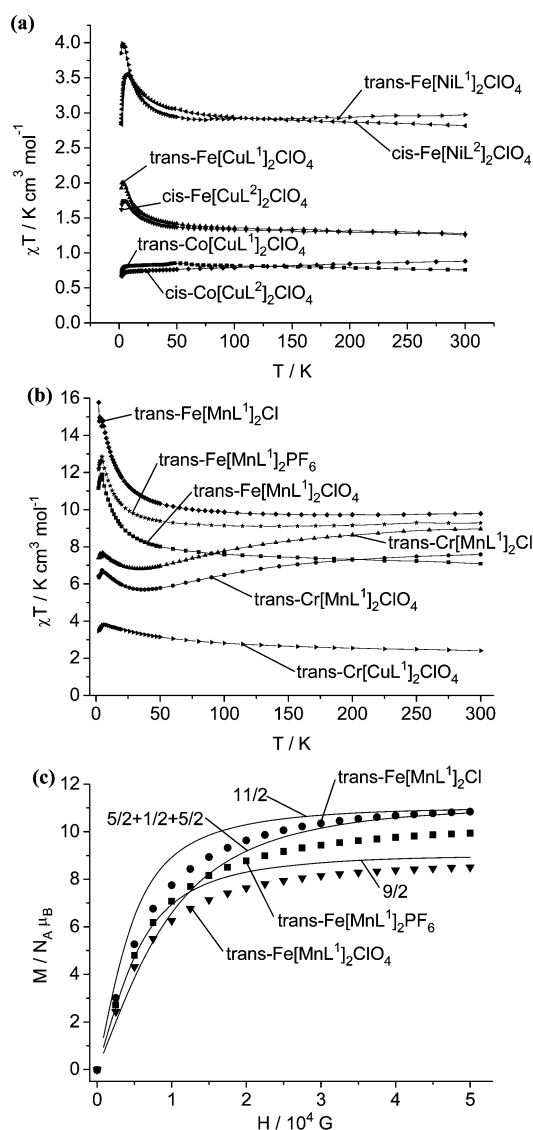 (a)
4.0
3.5
3.0
2.5
2.0
1.5
1.0
0.5
0.0
χT / K cm³ mol⁻¹
trans-Fe[NiL¹]₂ClO₄
cis-Fe[NiL²]₂ClO₄
trans-Fe[CuL¹]₂ClO₄
cis-Fe[CuL²]₂ClO₄
trans-Co[CuL¹]₂ClO₄
cis-Co[CuL²]₂ClO₄
0 50 100 150 200 250 300
T / K
(b)
16
14
12
10
8
6
4
2
0
χT / K cm³ mol⁻¹
trans-Fe[MnL¹]₂Cl
trans-Fe[MnL¹]₂PF₆
trans-Fe[MnL¹]₂ClO₄
trans-Cr[MnL¹]₂Cl
trans-Cr[MnL¹]₂ClO₄
trans-Cr[CuL¹]₂ClO₄
0 50 100 150 200 250 300
T / K
(c)
12
10
8
6
4
2
0
M / N_A μ_B
trans-Fe[MnL¹]₂Cl
11/2
5/2+1/2+5/2
9/2
trans-Fe[MnL¹]₂PF₆
trans-Fe[MnL¹]₂ClO₄
0 1 2 3 4 5
H / 10⁴ G